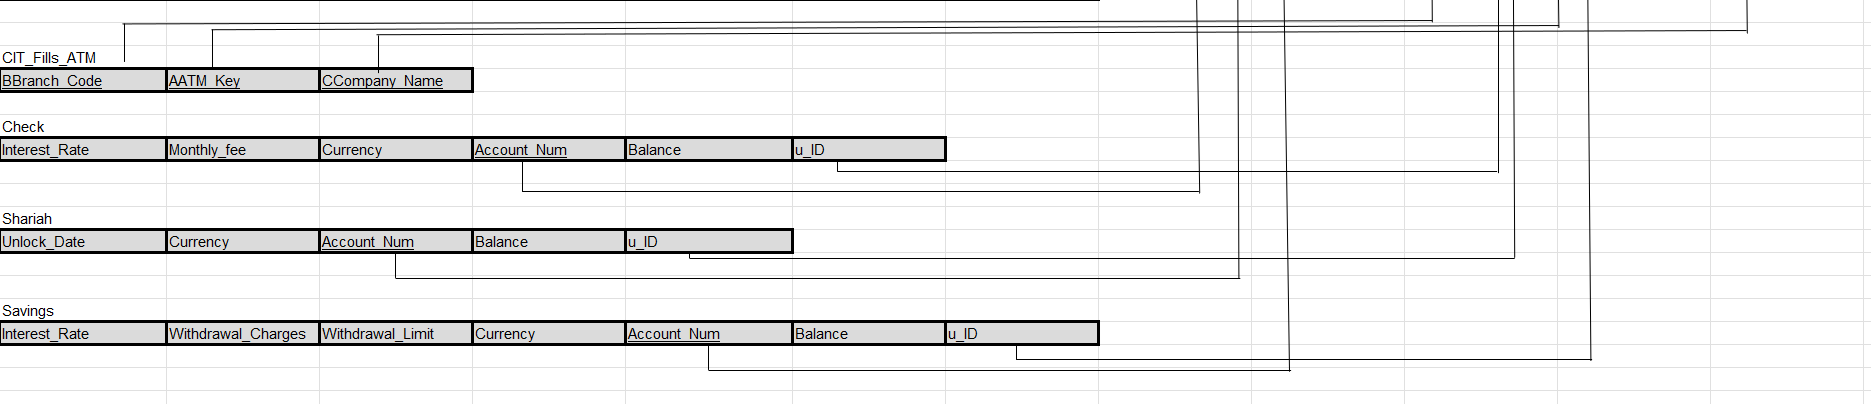 CIT_Fills_ATM
BBranch_Code AATM_Key CCompany_Name
Check
Interest_Rate Monthly_fee Currency Account_Num Balance u_ID
Shariah
Unlock_Date Currency Account_Num Balance u_ID
Savings
Interest_Rate Withdrawal_Charges Withdrawal_Limit Currency Account_Num Balance u_ID